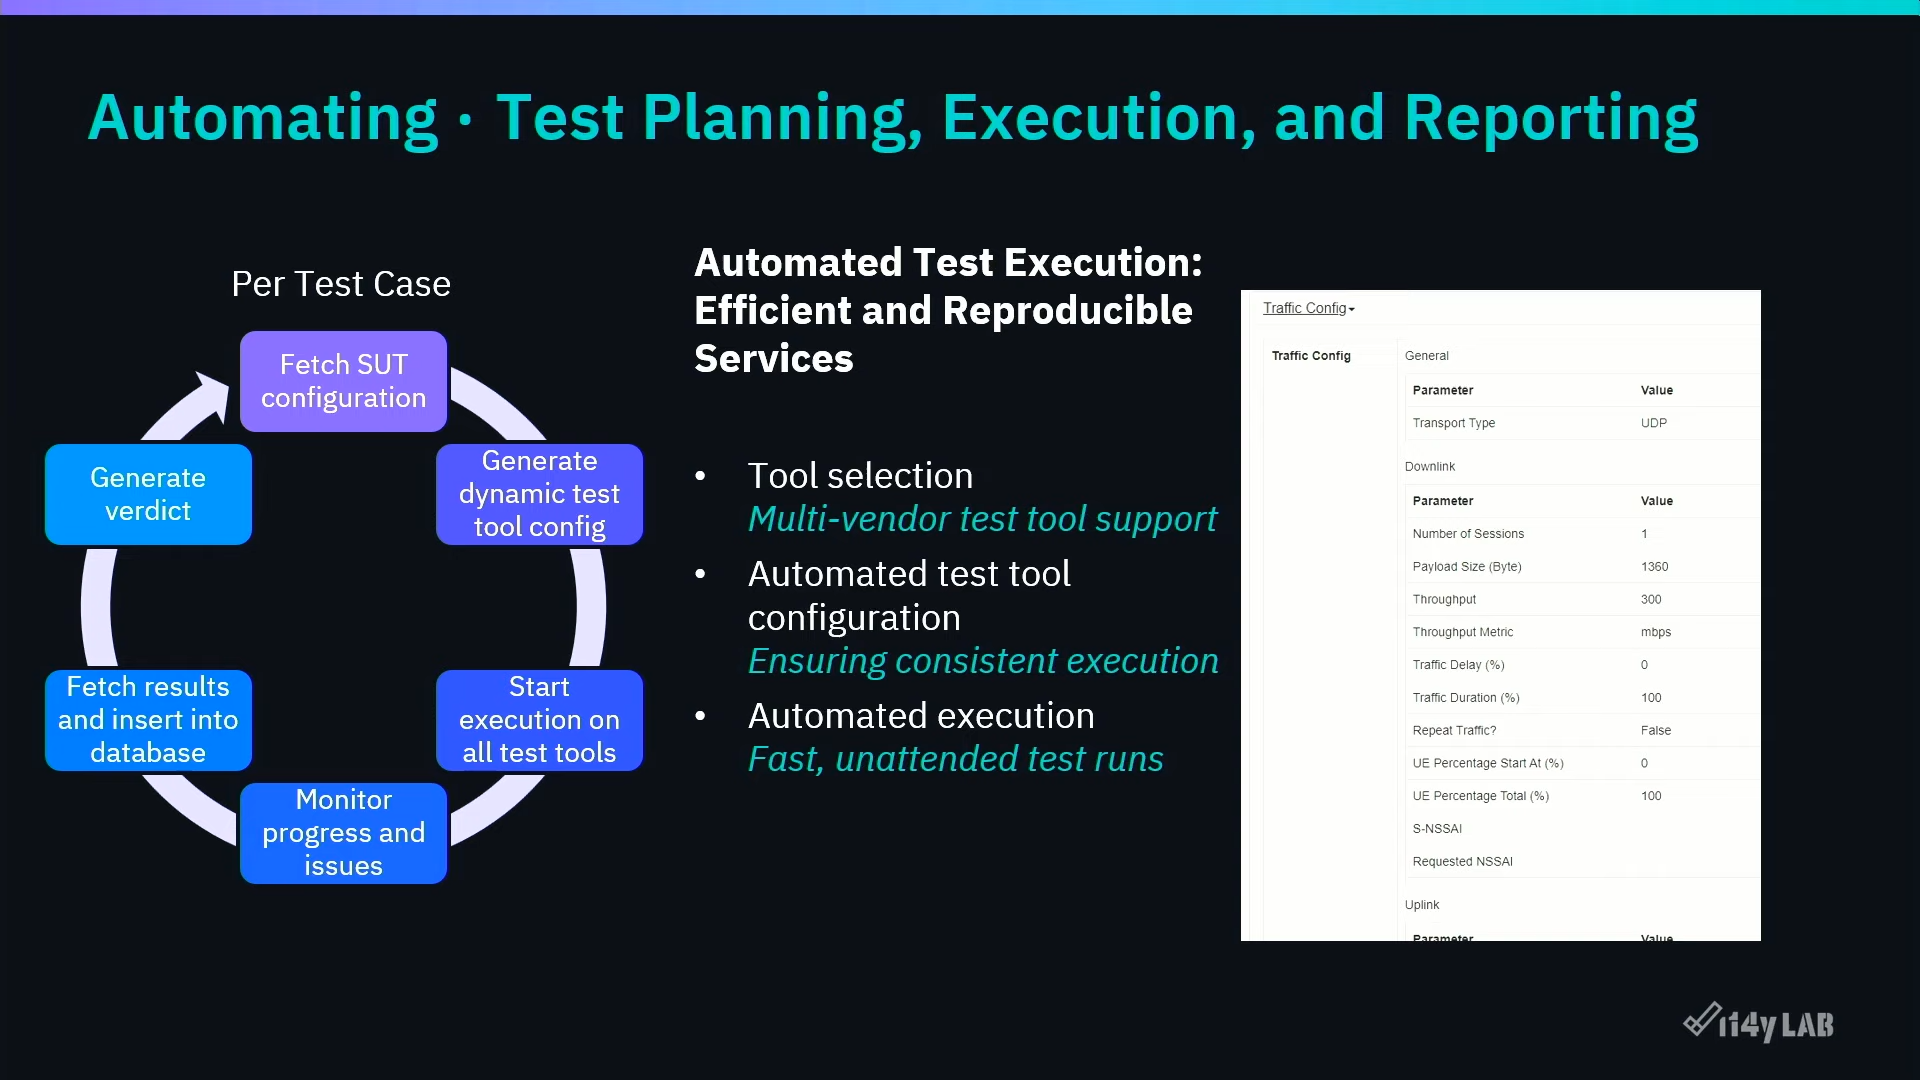 Automating · Test Planning, Execution, and Reporting
Per Test Case
Fetch SUT
configuration
Generate
dynamic test
tool config
Start
execution on
all test tools
Monitor
progress and
issues
Fetch results
and insert into
database
Generate
verdict
Automated Test Execution:
Efficient and Reproducible
Services
• Tool selection
Multi-vendor test tool support
• Automated test tool
configuration
Ensuring consistent execution
• Automated execution
Fast, unattended test runs
Traffic Config
Traffic Config
General
Parameter Value
Transport Type UDP
Downlink
Parameter Value
Number of Sessions 1
Payload Size (Byte) 1360
Throughput 300
Throughput Metric mbps
Traffic Delay (%) 0
Traffic Duration (%) 100
Repeat Traffic? False
UE Percentage Start At (%) 0
UE Percentage Total (%) 100
S-NSSAI
Requested NSSAI
Uplink
Parameter Value
i14y LAB